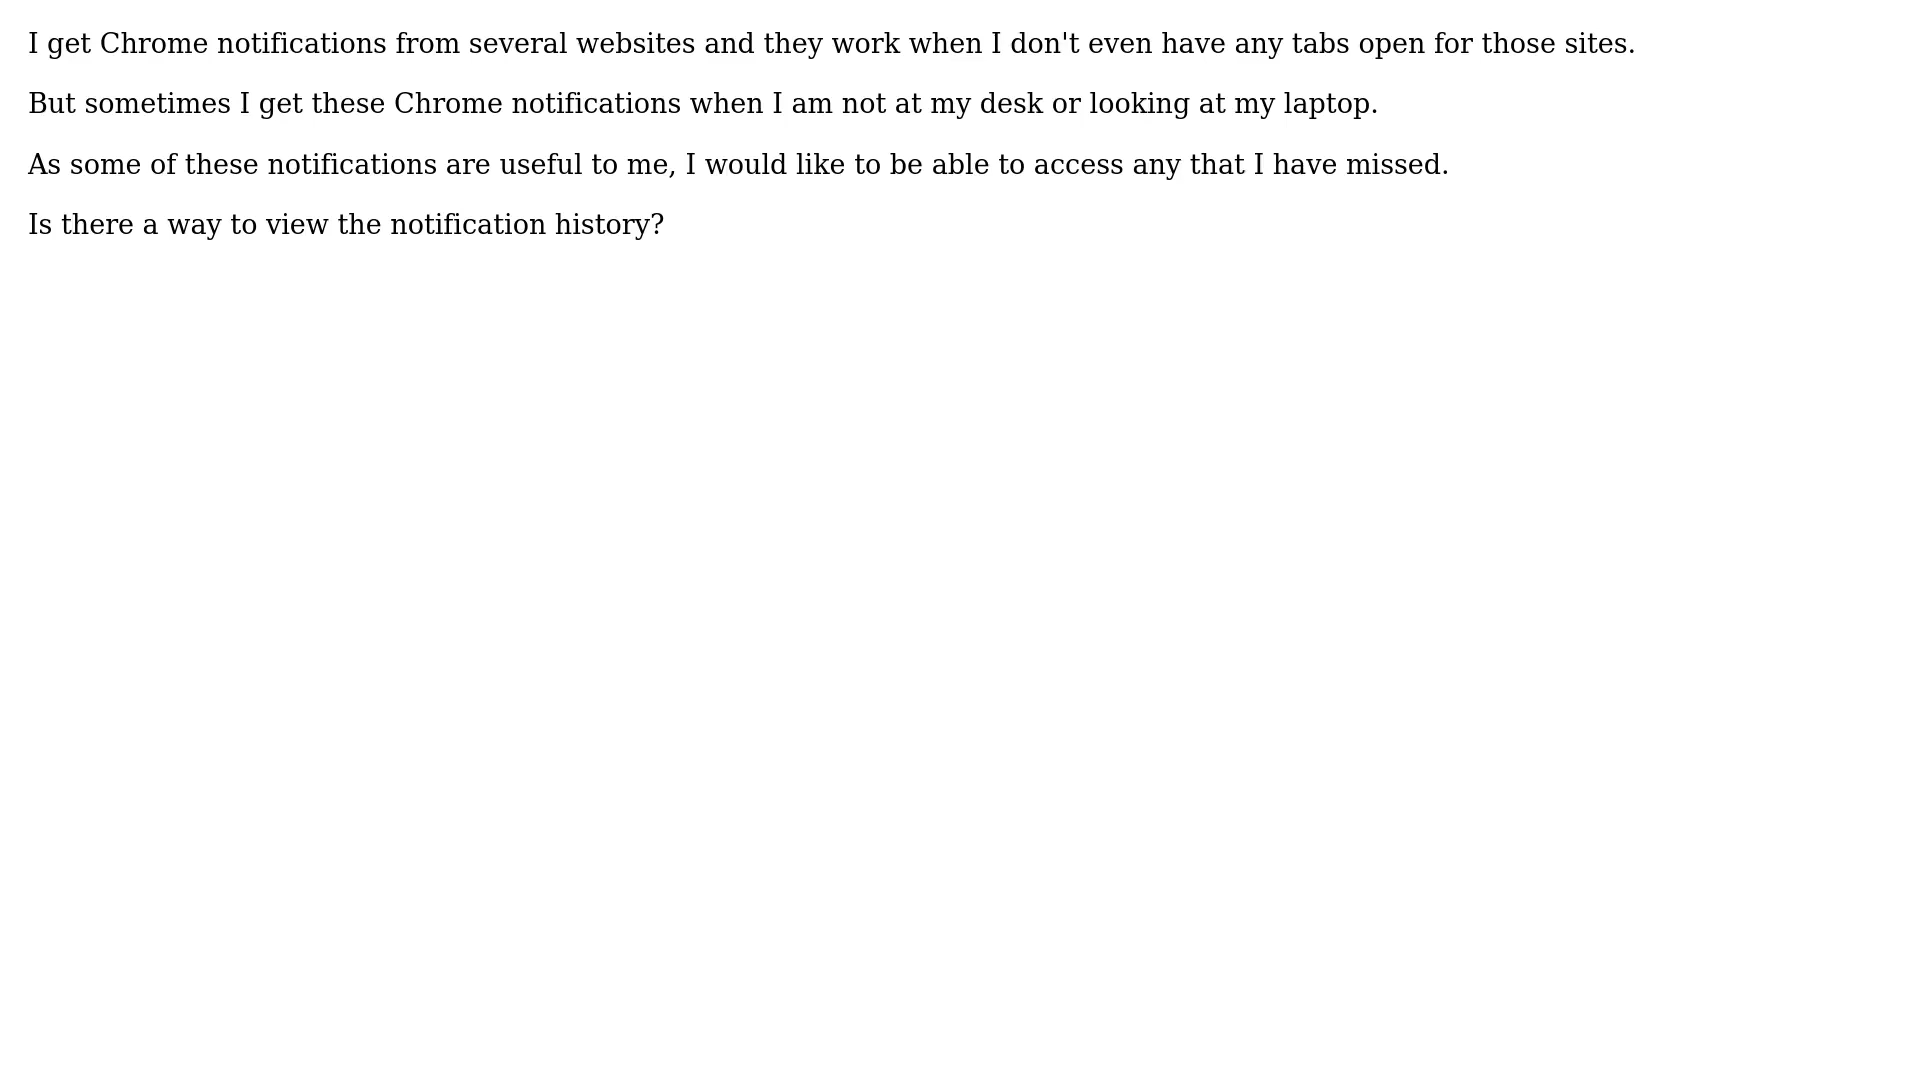 I get Chrome notifications from several websites and they work when I don't even have any tabs open for those sites.
But sometimes I get these Chrome notifications when I am not at my desk or looking at my laptop.
As some of these notifications are useful to me, I would like to be able to access any that I have missed.
Is there a way to view the notification history?